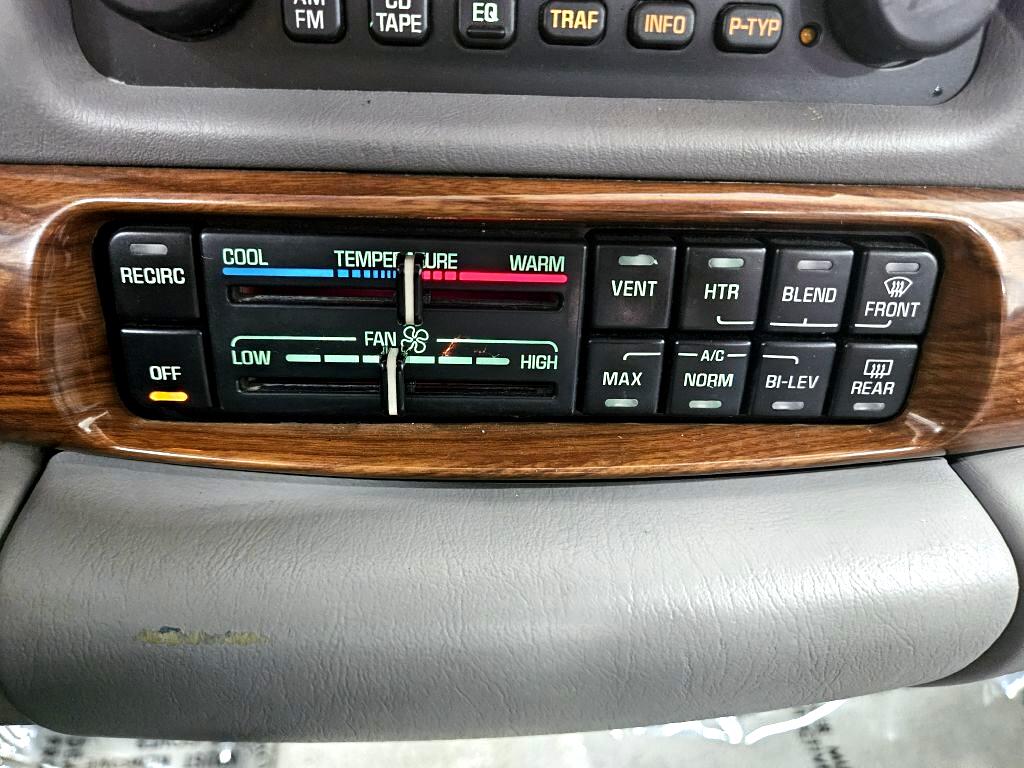 AM
FM
CD
TAPE
EQ
TRAF
INFO
P-TYP
RECIRC
OFF
COOL
WARM
FAN
LOW
HIGH
VENT
HTR
BLEND
FRONT
A/C
MAX
NORM
BI-LEV
REAR